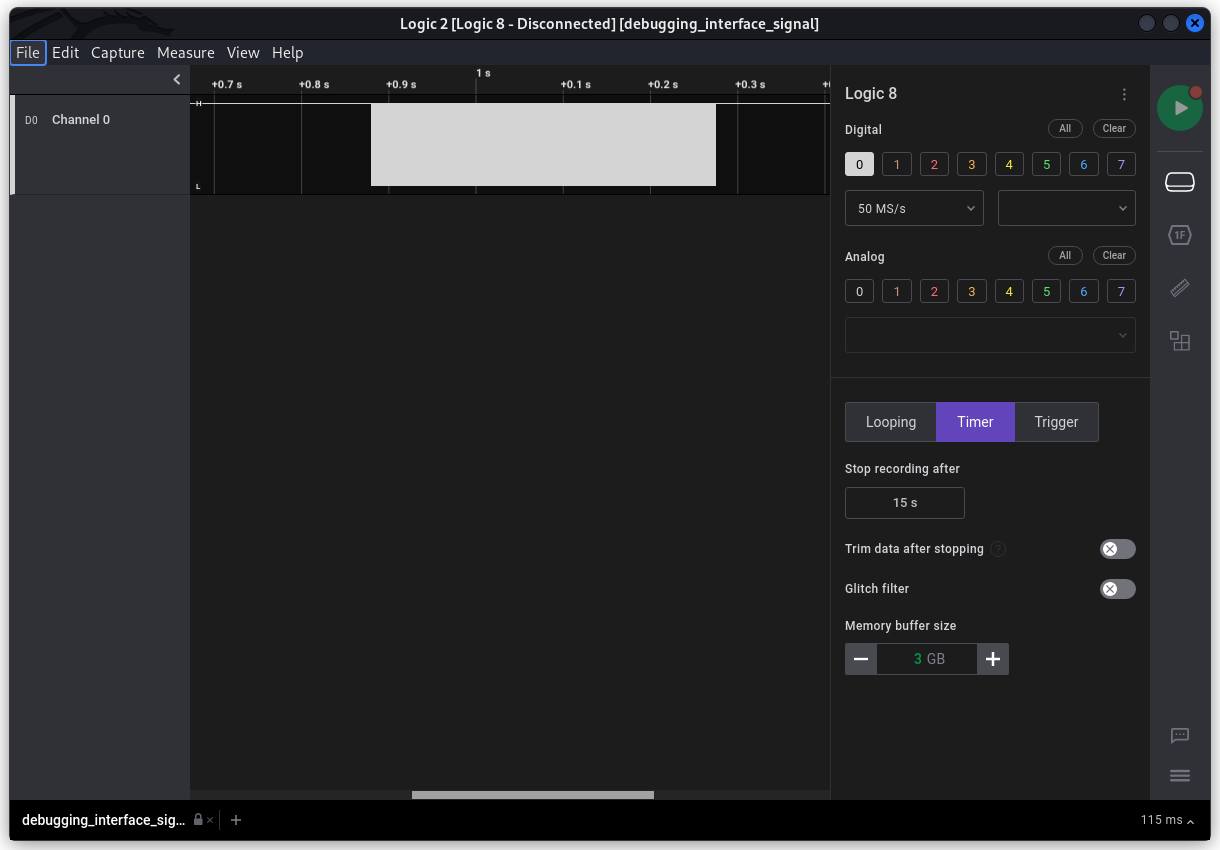 Logic 2 [Logic 8 - Disconnected] [debugging_interface_signal]
File Edit Capture Measure View Help
1 s
+0.7 s +0.8 s +0.9 s +0.1 s +0.2 s +0.3 s
D0 Channel 0
H
L
Logic 8
Digital All Clear
0 1 2 3 4 5 6 7
50 MS/s
Analog All Clear
0 1 2 3 4 5 6 7
Looping Timer Trigger
Stop recording after
15 s
Trim data after stopping ?
Glitch filter
Memory buffer size
3 GB
1F
debugging_interface_sig...
115 ms